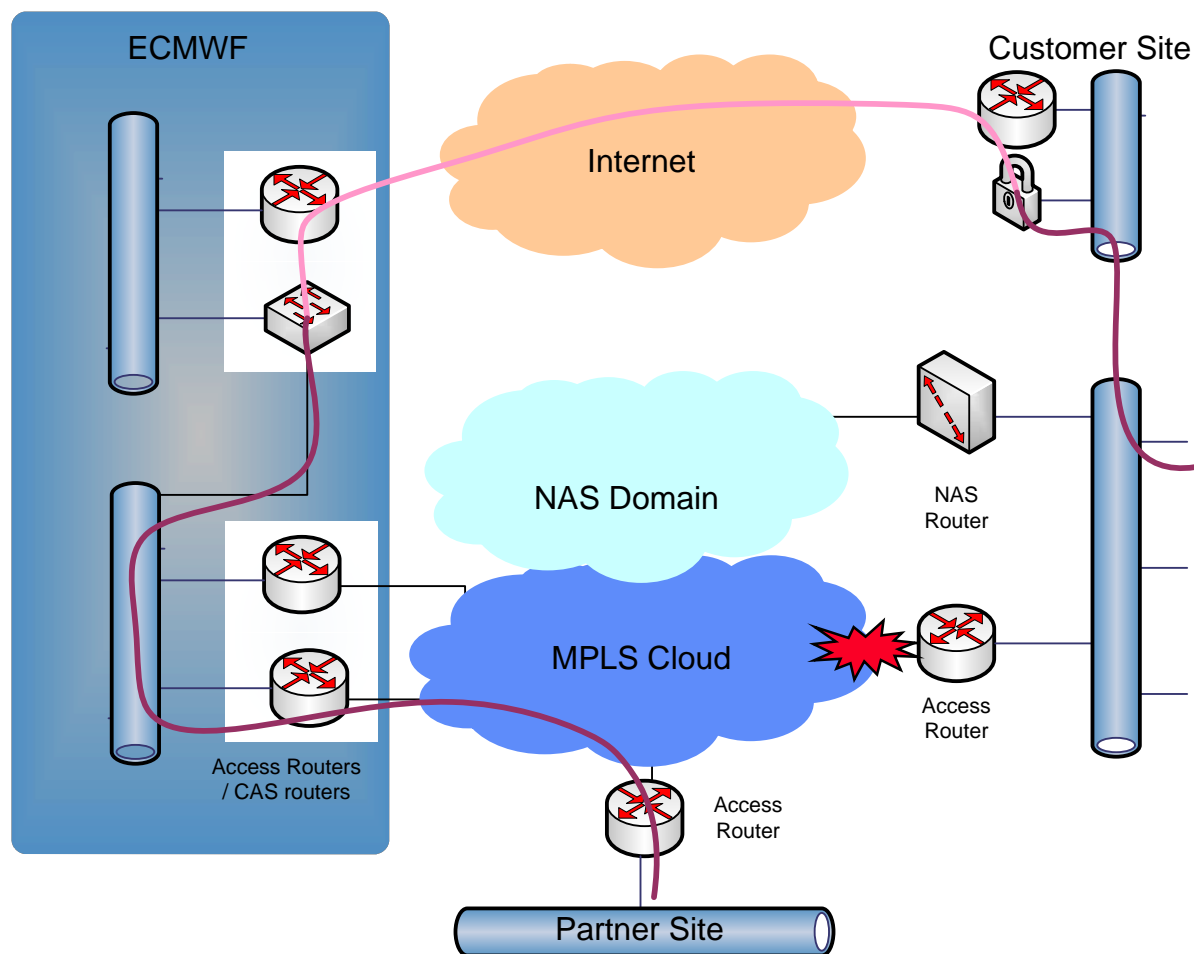 ECMWF
Customer Site
Internet
NAS Domain
NAS
Router
MPLS Cloud
Access
Router
Access Routers
/ CAS routers
Access
Router
Partner Site